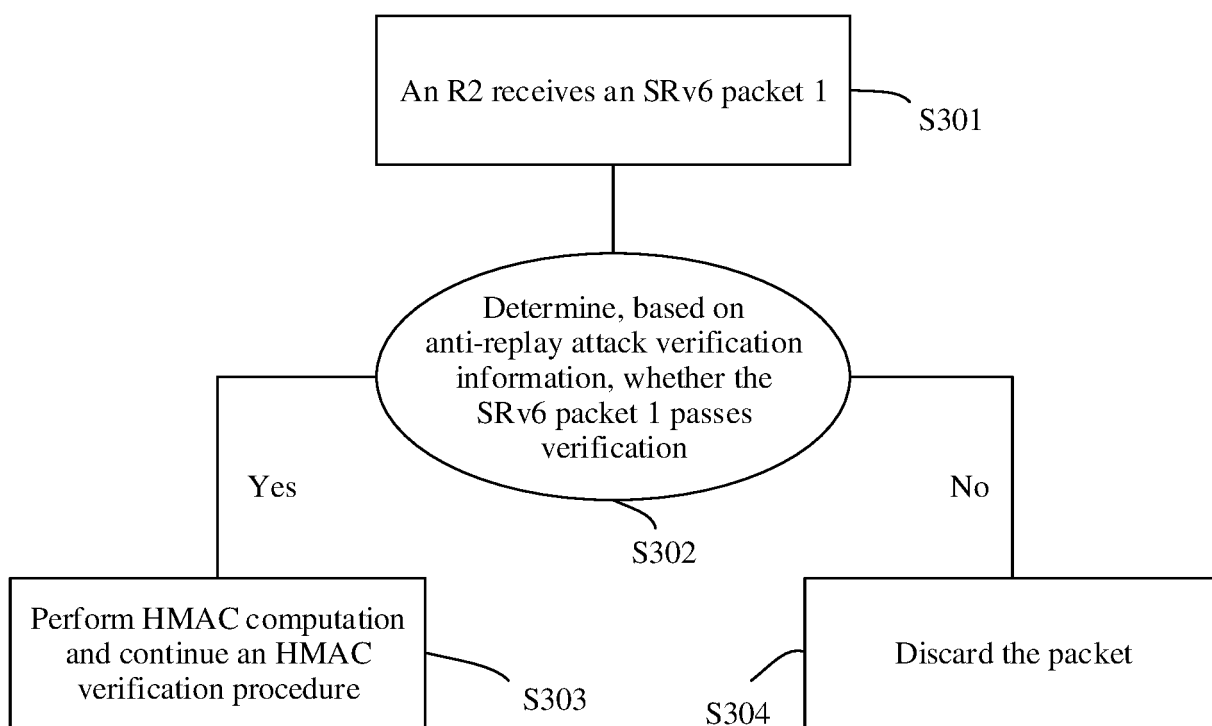 An R2 receives an SRv6 packet 1
S301
Determine, based on
anti-replay attack verification
information, whether the
SRv6 packet 1 passes
verification
Yes
No
S302
Perform HMAC computation
and continue an HMAC
verification procedure
S303
Discard the packet
S304